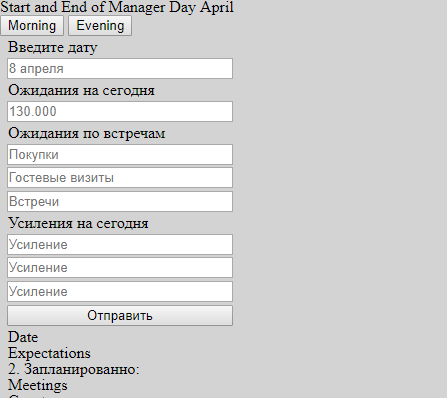 Start and End of Manager Day April
Morning Evening
Введите дату
8 апреля
Ожидания на сегодня
130.000
Ожидания по встречам
Покупки
Гостевые визиты
Встречи
Усиления на сегодня
Усиление
Усиление
Усиление
Отправить
Date
Expectations
2. Запланированно:
Meetings